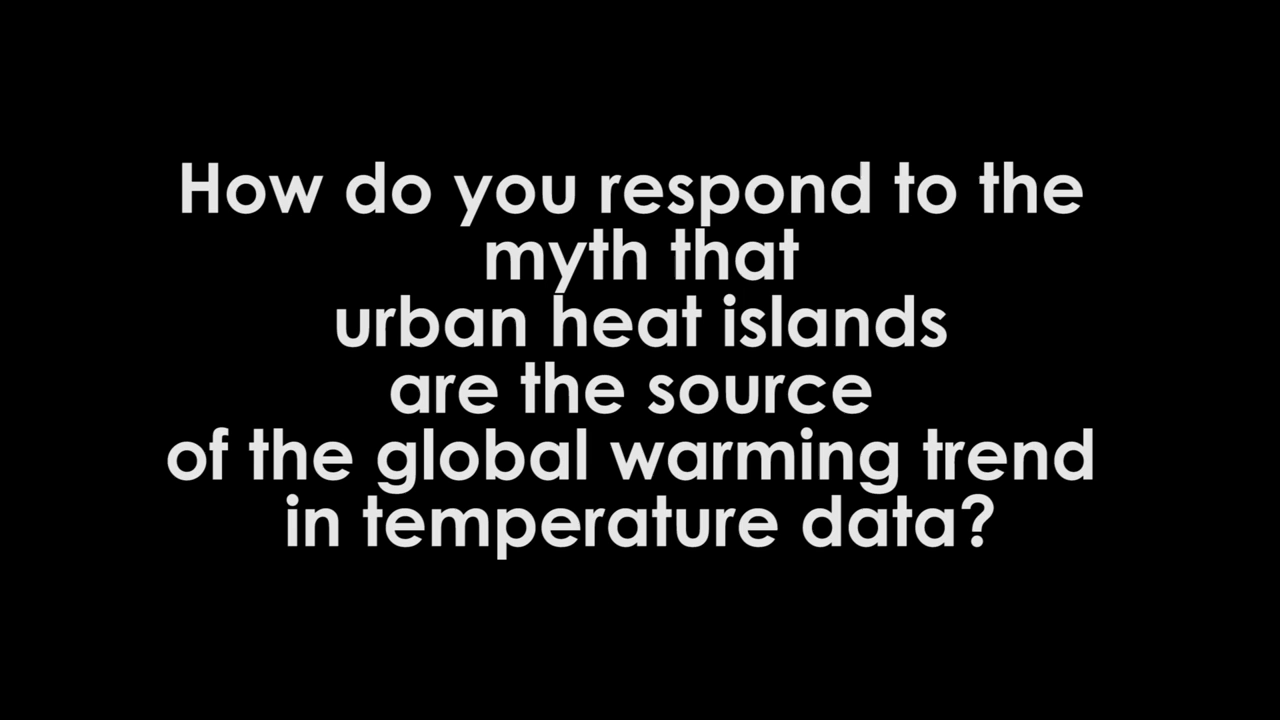 How do you respond to the
myth that
urban heat islands
are the source
of the global warming trend
in temperature data?